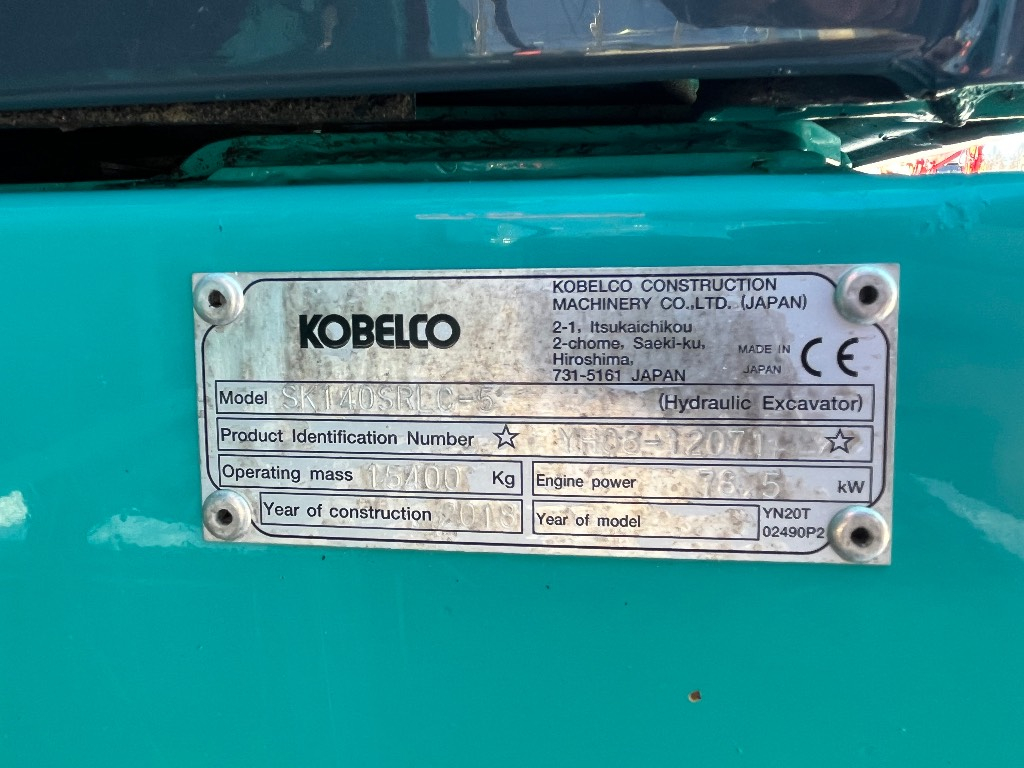 KOBELCO
KOBELCO CONSTRUCTION
MACHINERY CO.,LTD. (JAPAN)
2-1, Itsukaichikou
2-chome, Saeki-ku,
Hiroshima,
731-5161 JAPAN
MADE IN
JAPAN
CE
Model SK140SRLC-5 (Hydraulic Excavator)
Product Identification Number ☆ YH08-12071 ☆
Operating mass 15400 Kg
Engine power 78.5 kW
Year of construction 2018
Year of model
YN20T
02490P2